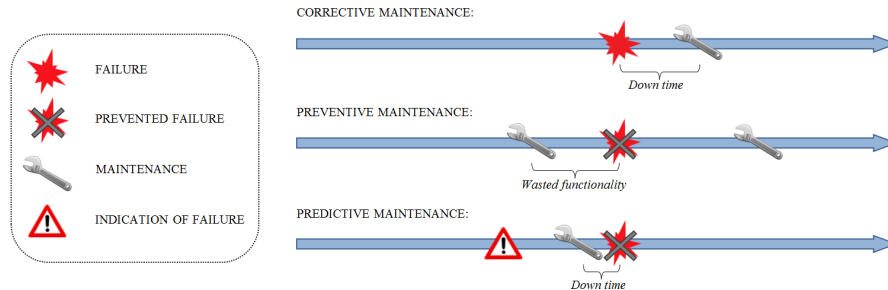 CORRECTIVE MAINTENANCE:
Down time
FAILURE
PREVENTED FAILURE
MAINTENANCE
INDICATION OF FAILURE
PREVENTIVE MAINTENANCE:
Wasted functionality
PREDICTIVE MAINTENANCE:
Down time